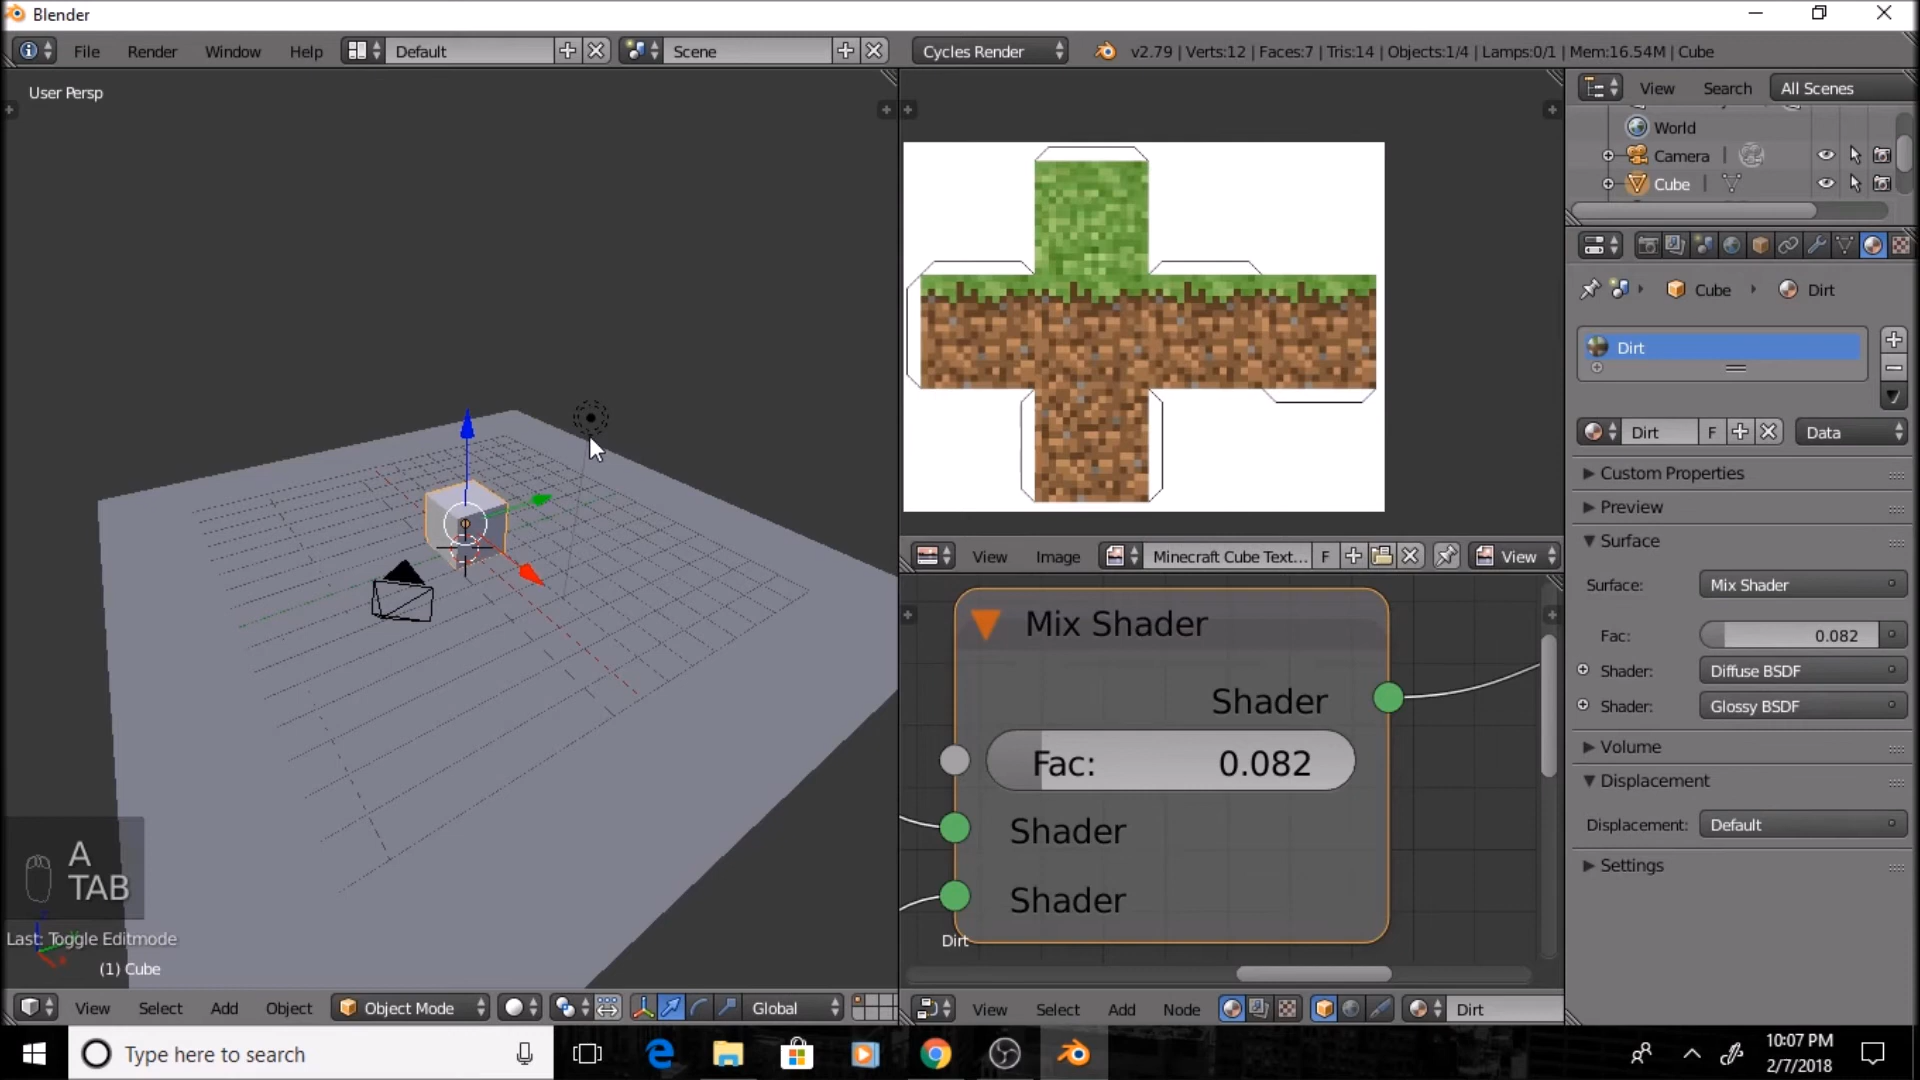 Blender
File Render Window Help Default Scene Cycles Render v2.79 | Verts:12 | Faces:7 | Tris:14 | Objects:1/4 | Lamps:0/1 | Mem:16.54M | Cube
User Persp
View Search All Scenes
World
Camera
Cube
Cube Dirt
Dirt
Dirt F Data
Custom Properties
Preview
Surface
Surface: Mix Shader
Fac: 0.082
Shader: Diffuse BSDF
Shader: Glossy BSDF
Volume
Displacement
Displacement: Default
Settings
View Image Minecraft Cube Text... F View
Mix Shader
Shader
Fac: 0.082
Shader
Shader
Dirt
A
TAB
Last: Toggle Editmode
(1) Cube
View Select Add Object Object Mode Global
View Select Add Node Dirt
Type here to search
10:07 PM
2/7/2018